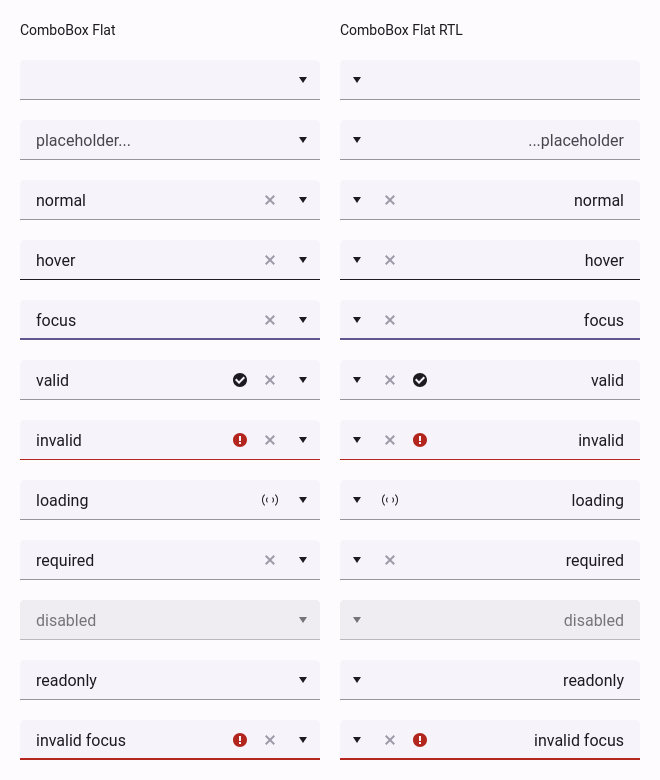 ComboBox Flat
ComboBox Flat RTL
placeholder...
...placeholder
normal
normal
hover
hover
focus
focus
valid
valid
invalid
invalid
loading
loading
required
required
disabled
disabled
readonly
readonly
invalid focus
invalid focus